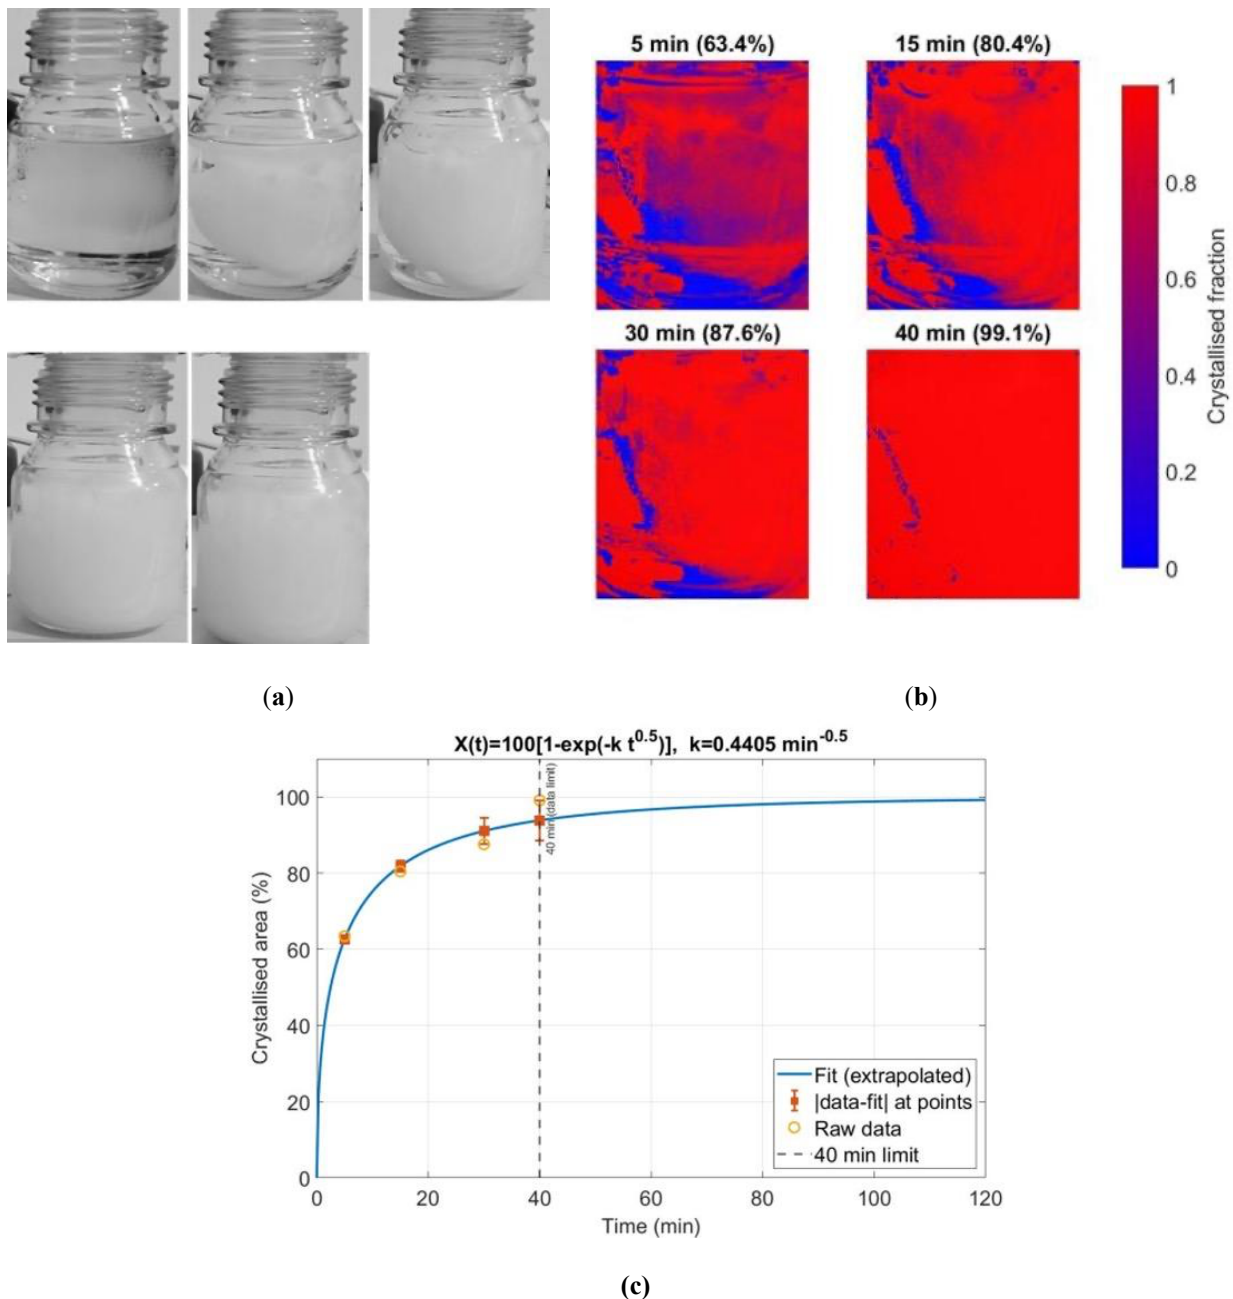 5 min (63.4%)
15 min (80.4%)
30 min (87.6%)
40 min (99.1%)
1
0.8
0.6
0.4
0.2
0
Crystallised fraction
(a)
(b)
X(t)=100[1-exp(-k t^0.5)], k=0.4405 min^-0.5
100
80
60
40
20
0
Crystallised area (%)
40 min (data limit)
Fit (extrapolated)
|data-fit| at points
Raw data
40 min limit
0 20 40 60 80 100 120
Time (min)
(c)